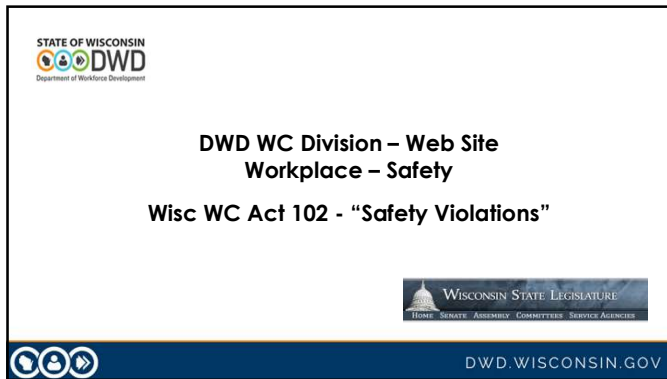 STATE OF WISCONSIN
DWD
Department of Workforce Development
DWD WC Division – Web Site
Workplace – Safety
Wisc WC Act 102 - “Safety Violations”
WISCONSIN STATE LEGISLATURE
HOME SENATE ASSEMBLY COMMITTEES SERVICE AGENCIES
DWD.WISCONSIN.GOV